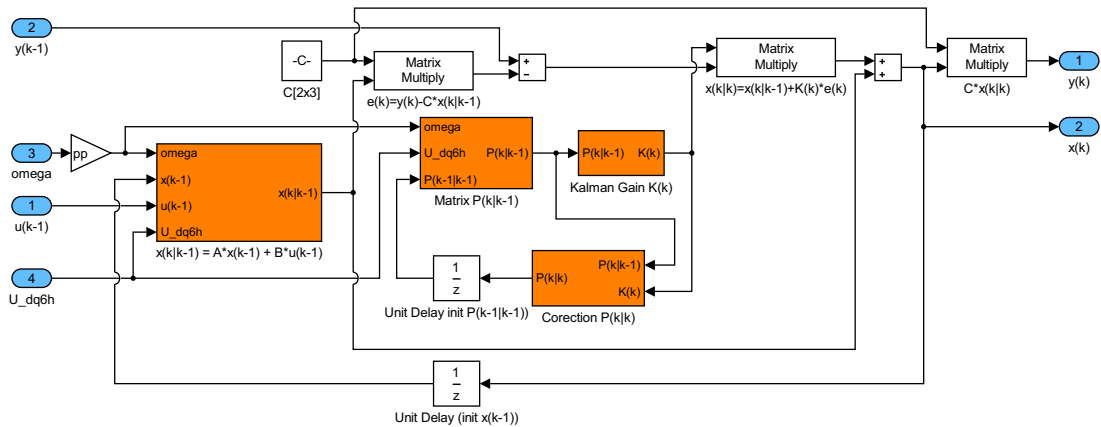 2
y(k-1)
-C-
C[2x3]
Matrix
Multiply
e(k)=y(k)-C*x(k|k-1)
+
−
Matrix
Multiply
x(k|k)=x(k|k-1)+K(k)*e(k)
+
+
Matrix
Multiply
C*x(k|k)
1
y(k)
2
x(k)
3
omega
pp
omega
x(k-1)
u(k-1)
U_dq6h
x(k|k-1)
x(k|k-1) = A*x(k-1) + B*u(k-1)
1
u(k-1)
4
U_dq6h
omega
U_dq6h
P(k-1|k-1)
P(k|k-1)
Matrix P(k|k-1)
P(k|k-1)
K(k)
Kalman Gain K(k)
1
z
Unit Delay init P(k-1|k-1))
P(k|k)
P(k|k-1)
K(k)
Corection P(k|k)
1
z
Unit Delay (init x(k-1))